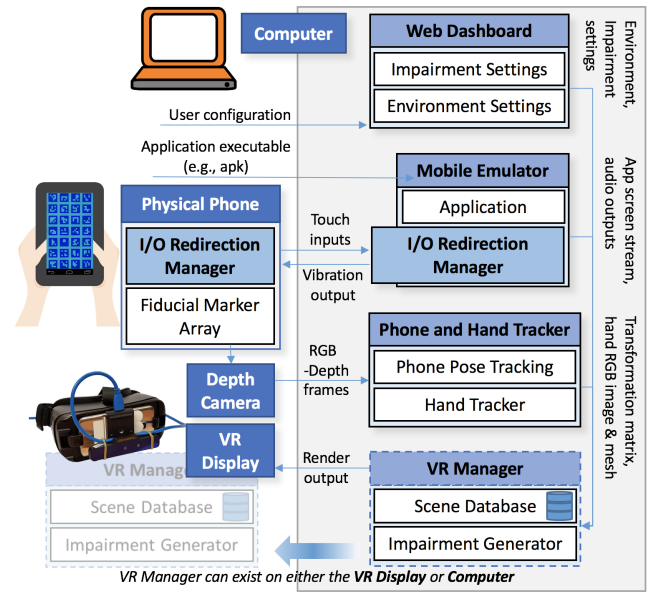 Computer
Web Dashboard
Impairment Settings
Environment Settings
Environment,
Impairment
settings
User configuration
Application executable
(e.g., apk)
Mobile Emulator
Application
I/O Redirection
Manager
App screen stream,
audio outputs
Physical Phone
I/O Redirection
Manager
Fiducial Marker
Array
Touch
inputs
Vibration
output
Phone and Hand Tracker
Phone Pose Tracking
Hand Tracker
Transformation matrix,
hand RGB image & mesh
RGB
-Depth
frames
Depth
Camera
VR
Display
Render
output
VR Manager
Scene Database
Impairment Generator
VR Manager
Scene Database
Impairment Generator
VR Manager can exist on either the VR Display or Computer